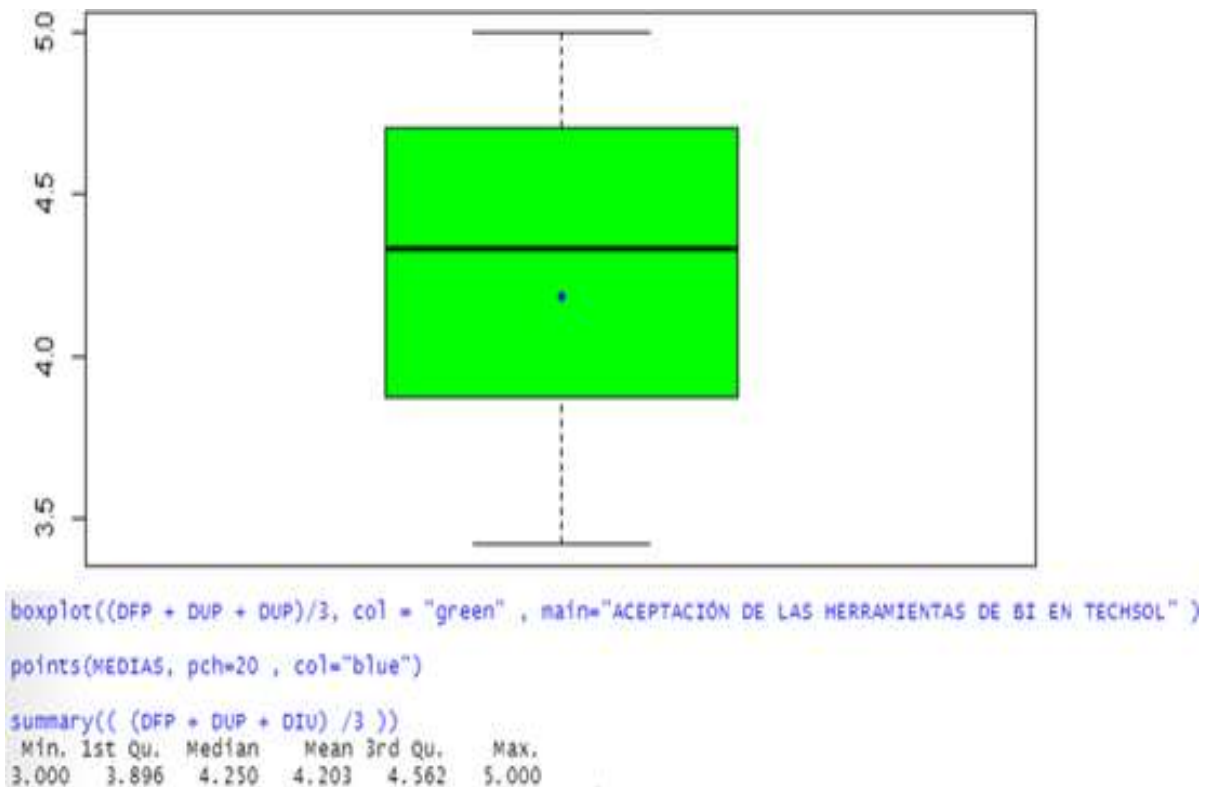 5.0
4.5
4.0
3.5
boxplot((DFP + DUP + DUP)/3, col = "green" , main="ACEPTACIÓN DE LAS HERRAMIENTAS DE BI EN TECHSOL" )
points(MEDIAS, pch=20 , col="blue")
summary(( (DFP + DUP + DIU) /3 ))
Min. 1st Qu. Median Mean 3rd Qu. Max.
3.000 3.896 4.250 4.203 4.562 5.000